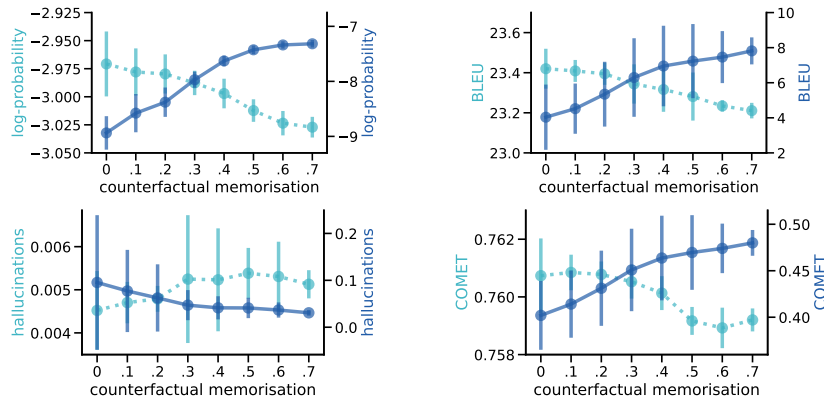 −2.925
−2.950
−2.975
−3.000
−3.025
−3.050
log-probability
−7
−8
−9
log-probability
0 .1 .2 .3 .4 .5 .6 .7
counterfactual memorisation
23.6
23.4
23.2
23.0
BLEU
10
8
6
4
2
BLEU
0 .1 .2 .3 .4 .5 .6 .7
counterfactual memorisation
0.006
0.005
0.004
hallucinations
0.2
0.1
0.0
hallucinations
0 .1 .2 .3 .4 .5 .6 .7
counterfactual memorisation
0.762
0.760
0.758
COMET
0.50
0.45
0.40
COMET
0 .1 .2 .3 .4 .5 .6 .7
counterfactual memorisation